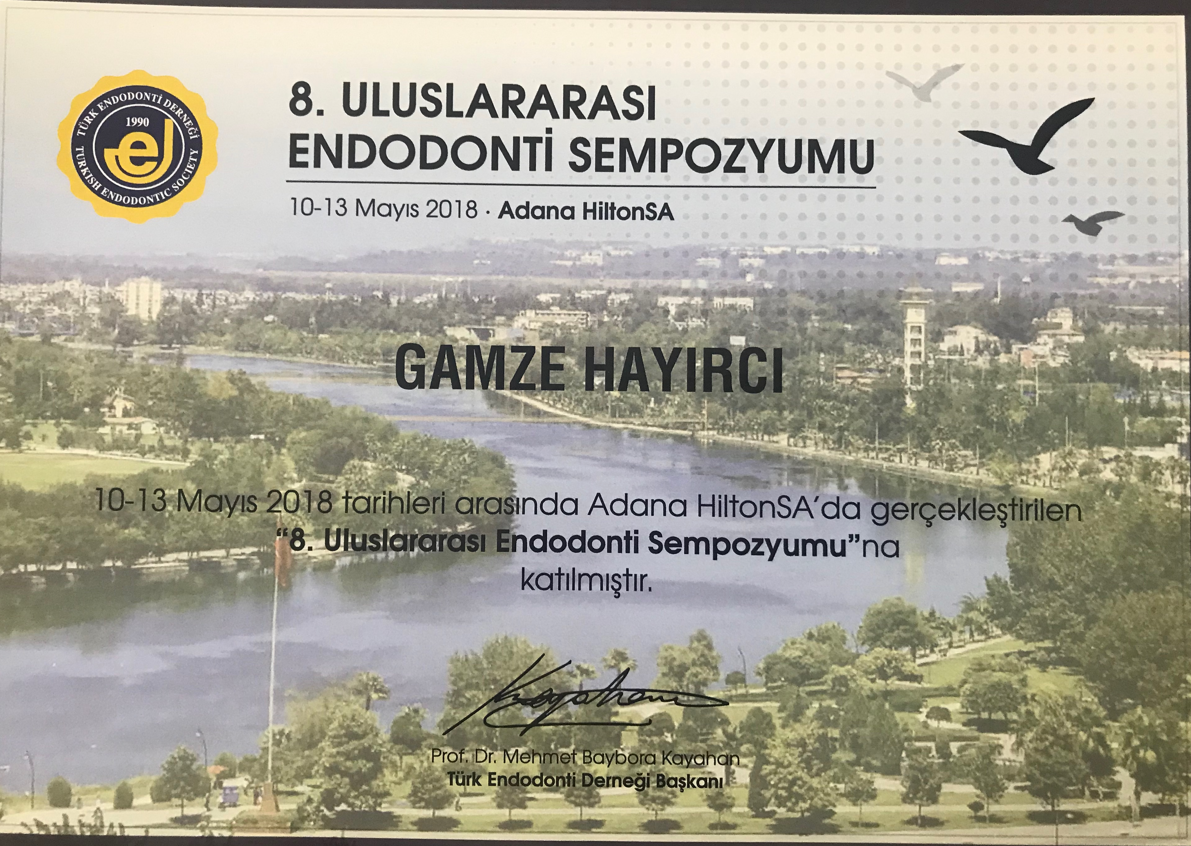 TÜRK ENDODONTİ DERNEĞİ
1990
ed
TURKISH ENDODONTIC SOCIETY
8. ULUSLARARASI
ENDODONTİ SEMPOZYUMU
10-13 Mayıs 2018 · Adana HiltonSA
GAMZE HAYIRCI
10-13 Mayıs 2018 tarihleri arasında Adana HiltonSA'da gerçekleştirilen
“8. Uluslararası Endodonti Sempozyumu”na
katılmıştır.
Prof. Dr. Mehmet Baybora Kayahan
Türk Endodonti Derneği Başkanı